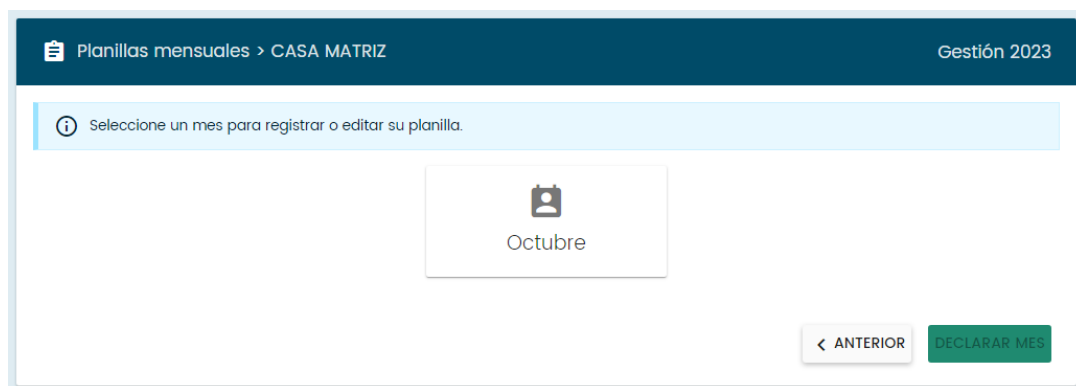 Planillas mensuales > CASA MATRIZ
Gestión 2023
Seleccione un mes para registrar o editar su planilla.
Octubre
< ANTERIOR
DECLARAR MES